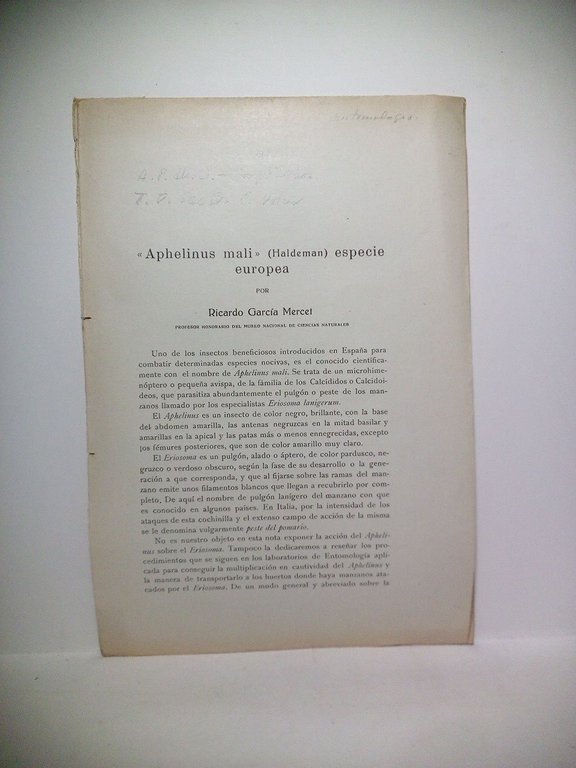 «Aphelinus mali» (Haldeman) especie
europea
POR
Ricardo García Mercet
PROFESOR HONORARIO DEL MUSEO NACIONAL DE CIENCIAS NATURALES
Uno de los insectos beneficiosos introducidos en España para
combatir determinadas especies nocivas, es el conocido científica-
mente con el nombre de Aphelinus mali. Se trata de un microhime-
nóptero o pequeña avispa, de la familia de los Calcídidos o Calcidoi-
deos, que parasitiza abundantemente el pulgón o peste de los man-
zanos llamado por los especialistas Eriosoma lanigerum.
El Aphelinus es un insecto de color negro, brillante, con la base
del abdomen amarilla, las antenas negruzcas en la mitad basilar y
amarillas en la apical y las patas más o menos ennegrecidas, excepto
los fémures posteriores, que son de color amarillo muy claro.
El Eriosoma es un pulgón, alado o áptero, de color pardusco, ne-
gruzco o verdoso obscuro, según la fase de su desarrollo o la gene-
ración a que corresponda, y que al fijarse sobre las ramas del man-
zano emite unos filamentos blancos que llegan a recubrirlo por com-
pleto. De aquí el nombre de pulgón lanígero del manzano con que
es conocido en algunos países. En Italia, por la intensidad de los
ataques de esta cochinilla y el extenso campo de acción de la misma
se le denomina vulgarmente peste del pomario.
No es nuestro objeto en esta nota exponer la acción del Apheli-
nus sobre el Eriosoma. Tampoco la dedicaremos a reseñar los pro-
cedimientos que se siguen en los laboratorios de Entomología apli-
cada para conseguir la multiplicación en cautividad del Aphelinus y
la manera de transportarlo a los huertos donde haya manzanos ata-
cados por el Eriosoma. De un modo general y abreviado sobre la